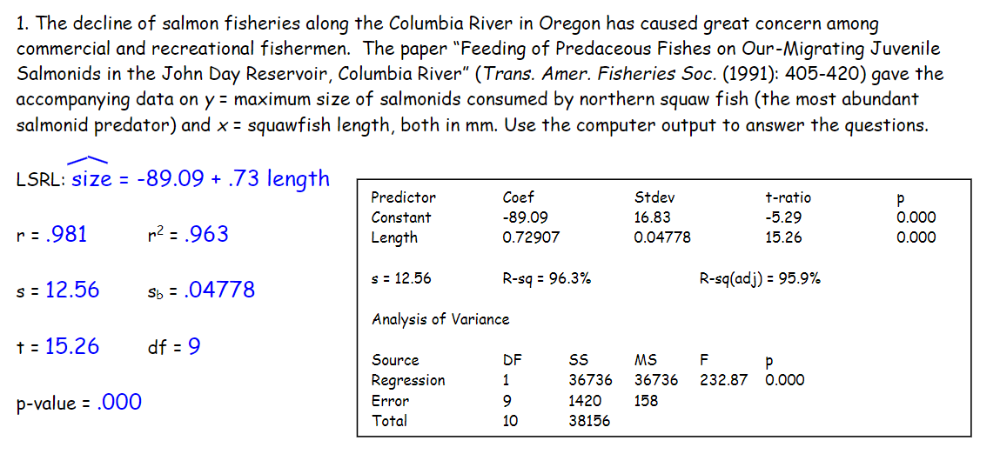 1. The decline of salmon fisheries along the Columbia River in Oregon has caused great concern among
commercial and recreational fishermen. The paper "Feeding of Predaceous Fishes on Our-Migrating Juvenile
Salmonids in the John Day Reservoir, Columbia River" (Trans. Amer. Fisheries Soc. (1991): 405-420) gave the
accompanying data on y = maximum size of salmonids consumed by northern squaw fish (the most abundant
salmonid predator) and x = squawfish length, both in mm. Use the computer output to answer the questions.
LSRL: size = -89.09 + .73 length
r = .981 r² = .963
s = 12.56 s_b = .04778
t = 15.26 df = 9
p-value = .000
Predictor Coef Stdev t-ratio p
Constant -89.09 16.83 -5.29 0.000
Length 0.72907 0.04778 15.26 0.000
s = 12.56 R-sq = 96.3% R-sq(adj) = 95.9%
Analysis of Variance
Source DF SS MS F p
Regression 1 36736 36736 232.87 0.000
Error 9 1420 158
Total 10 38156